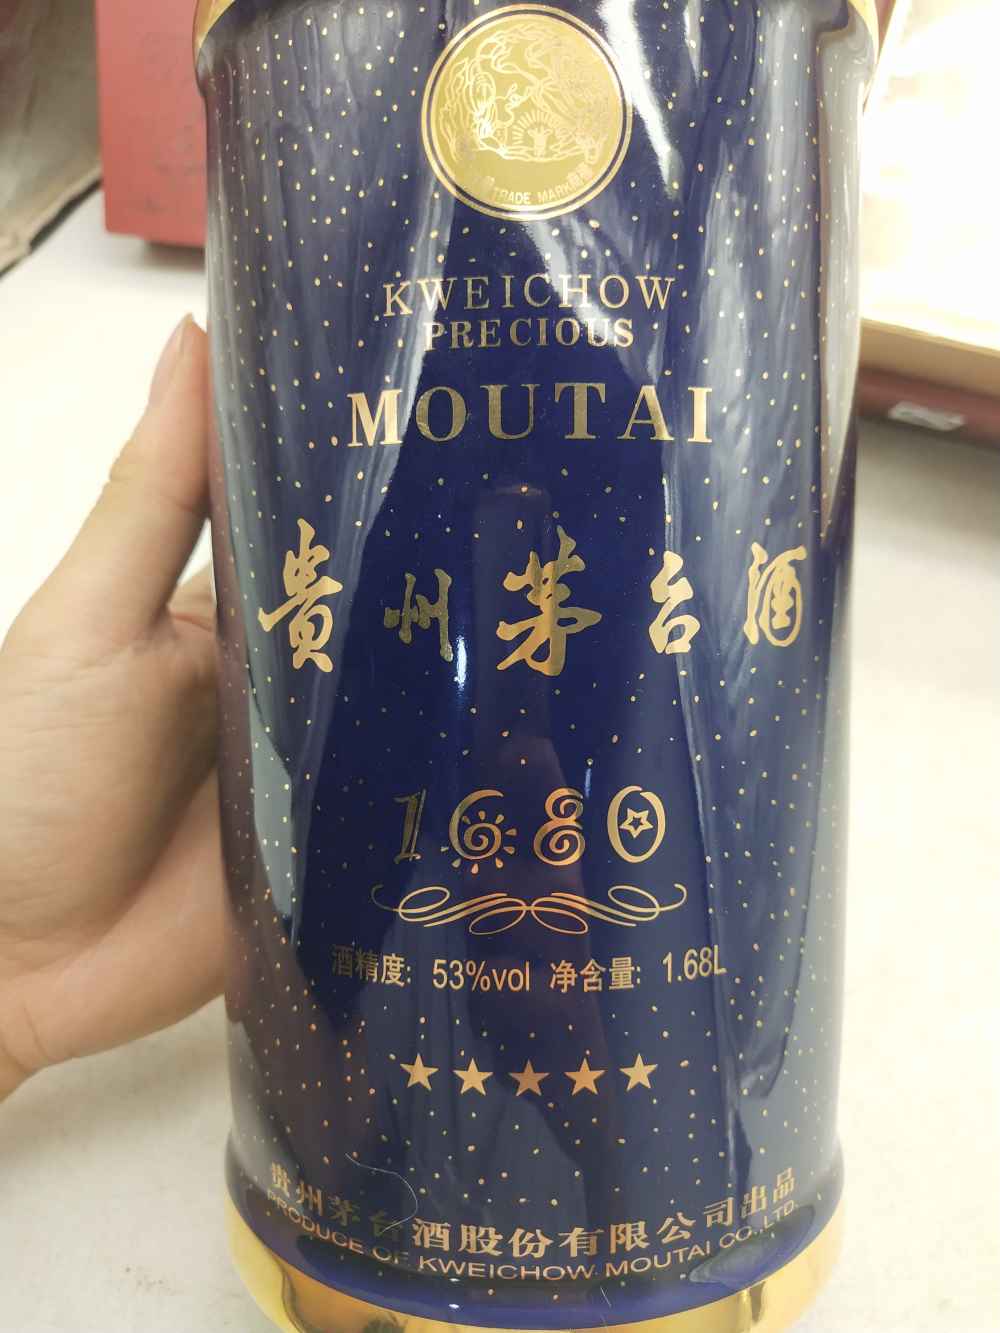 TRADE MARK
KWEICHOW
PRECIOUS
MOUTAI
贵州茅台酒
1680
酒精度: 53%vol 净含量: 1.68L
贵州茅台酒股份有限公司出品
PRODUCE OF KWEICHOW MOUTAI CO.,LTD.